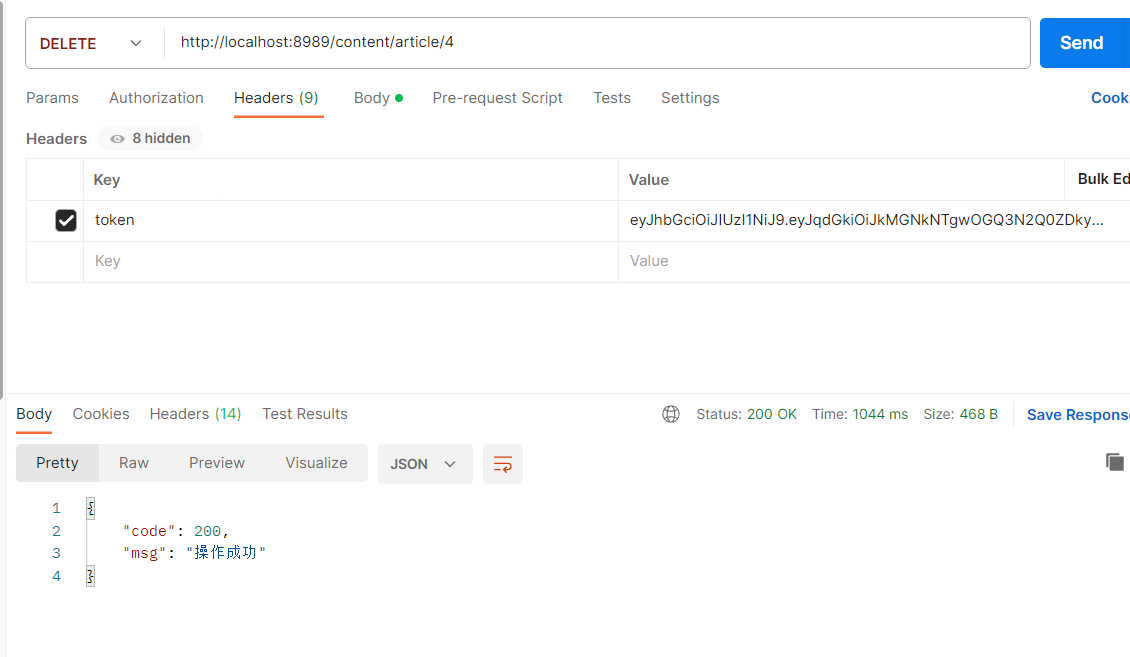 DELETE http://localhost:8989/content/article/4 Send
Params Authorization Headers (9) Body Pre-request Script Tests Settings Cook
Headers 8 hidden
Key Value Bulk Ed
token eyJhbGciOiJIUzI1NiJ9.eyJqdGkiOiJkMGNkNTgwOGQ3N2Q0ZDky...
Key Value
Body Cookies Headers (14) Test Results Status: 200 OK Time: 1044 ms Size: 468 B Save Respons
Pretty Raw Preview Visualize JSON
1 {
2 "code": 200,
3 "msg": "操作成功"
4 }